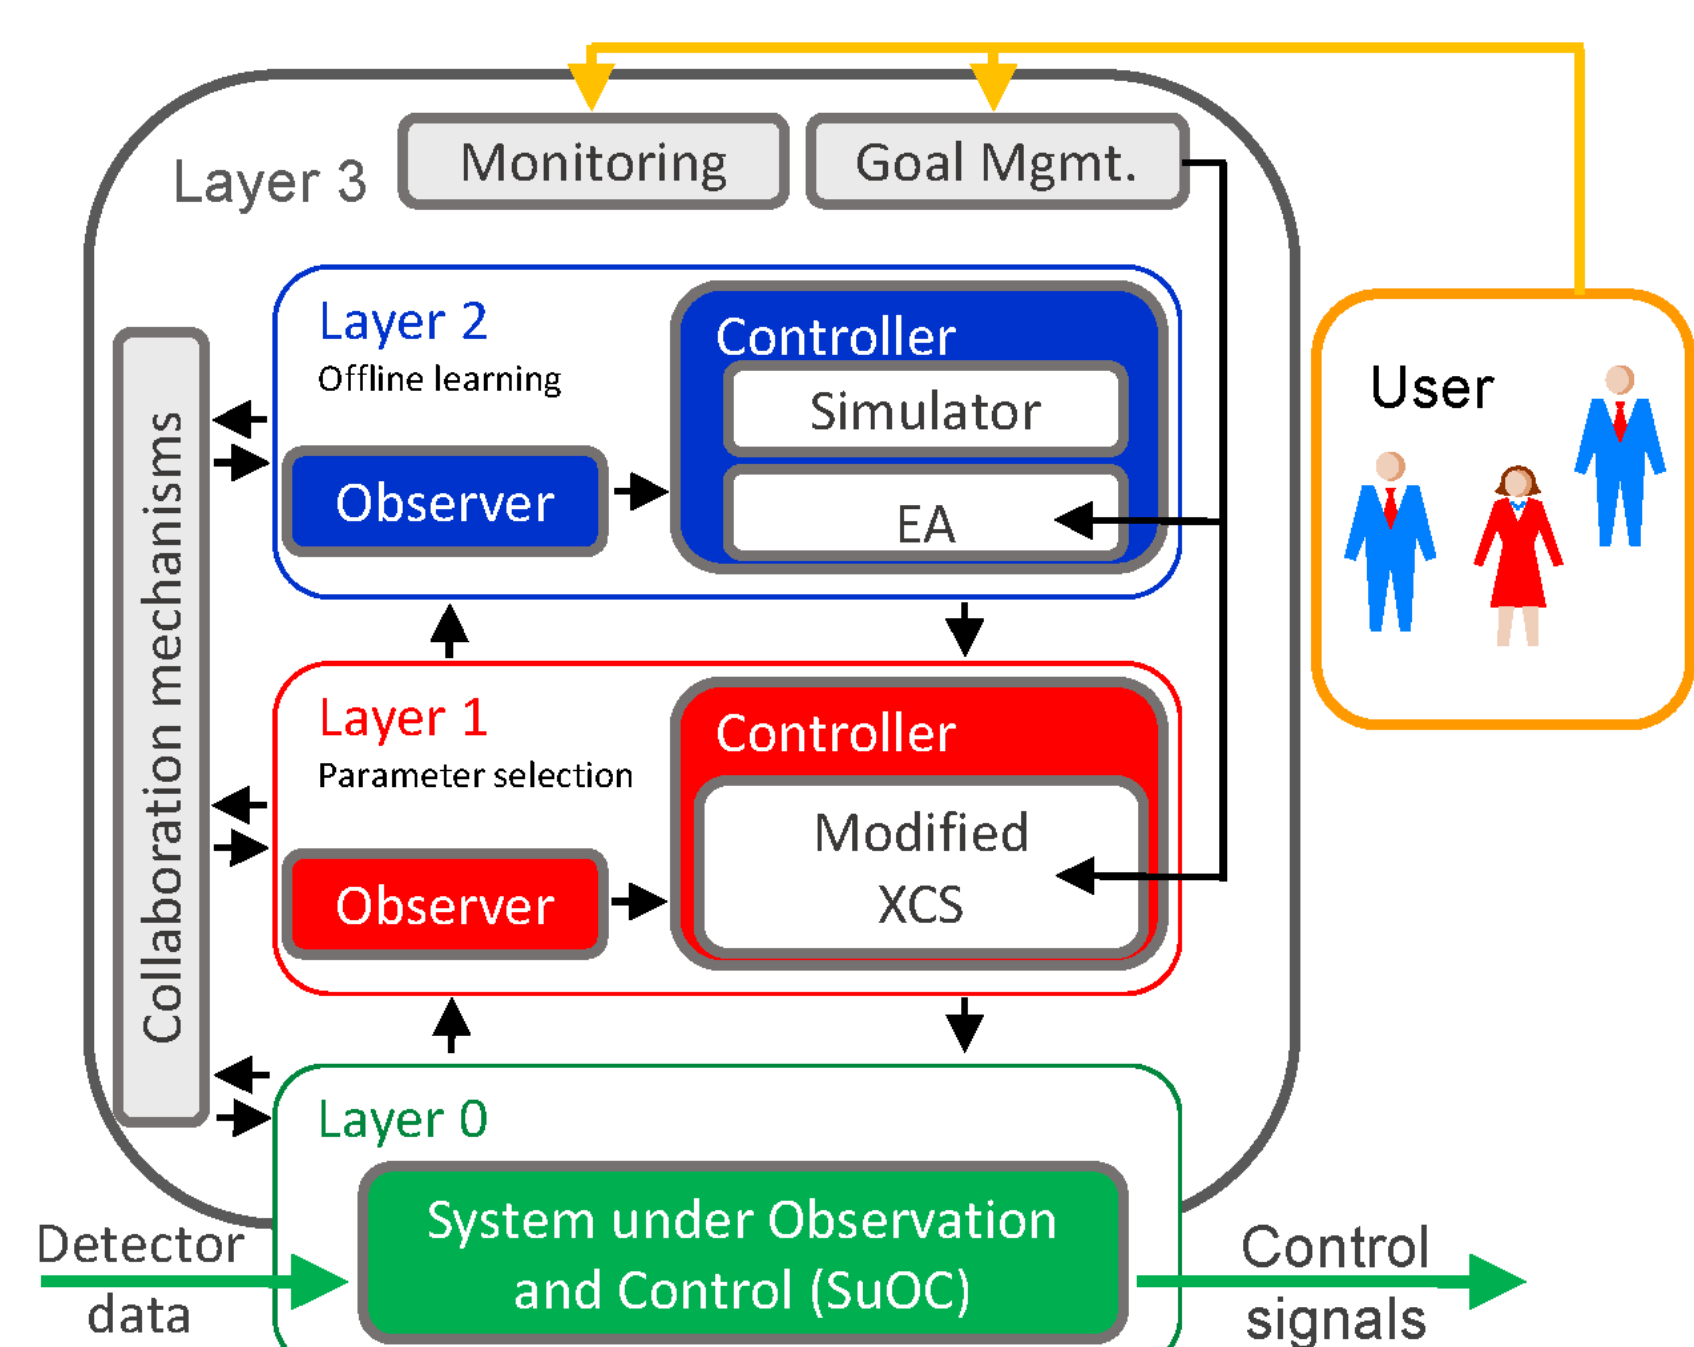 Layer 3
Monitoring
Goal Mgmt.
Layer 2
Offline learning
Controller
Simulator
EA
Observer
User
Collaboration mechanisms
Layer 1
Parameter selection
Controller
Modified
XCS
Observer
Layer 0
System under Observation
and Control (SuOC)
Detector
data
Control
signals